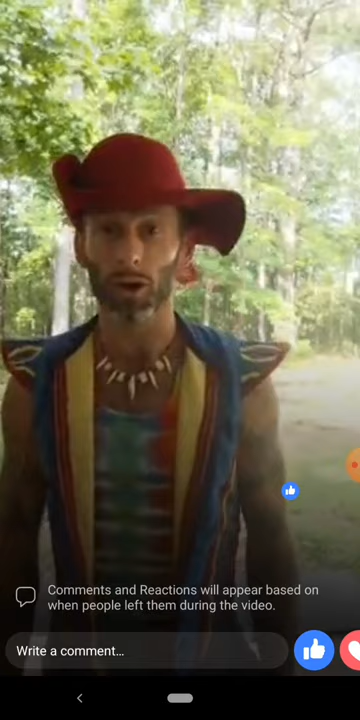 Comments and Reactions will appear based on
when people left them during the video.
Write a comment...